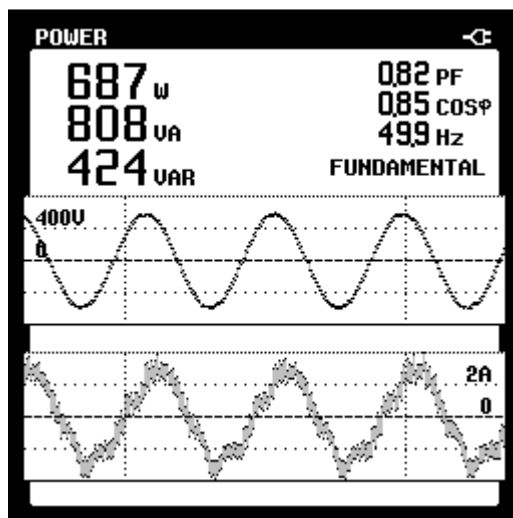 POWER
687 W
0,82 PF
808 VA
0,85 COSφ
424 VAR
49,9 Hz
FUNDAMENTAL
400V
0
2A
0